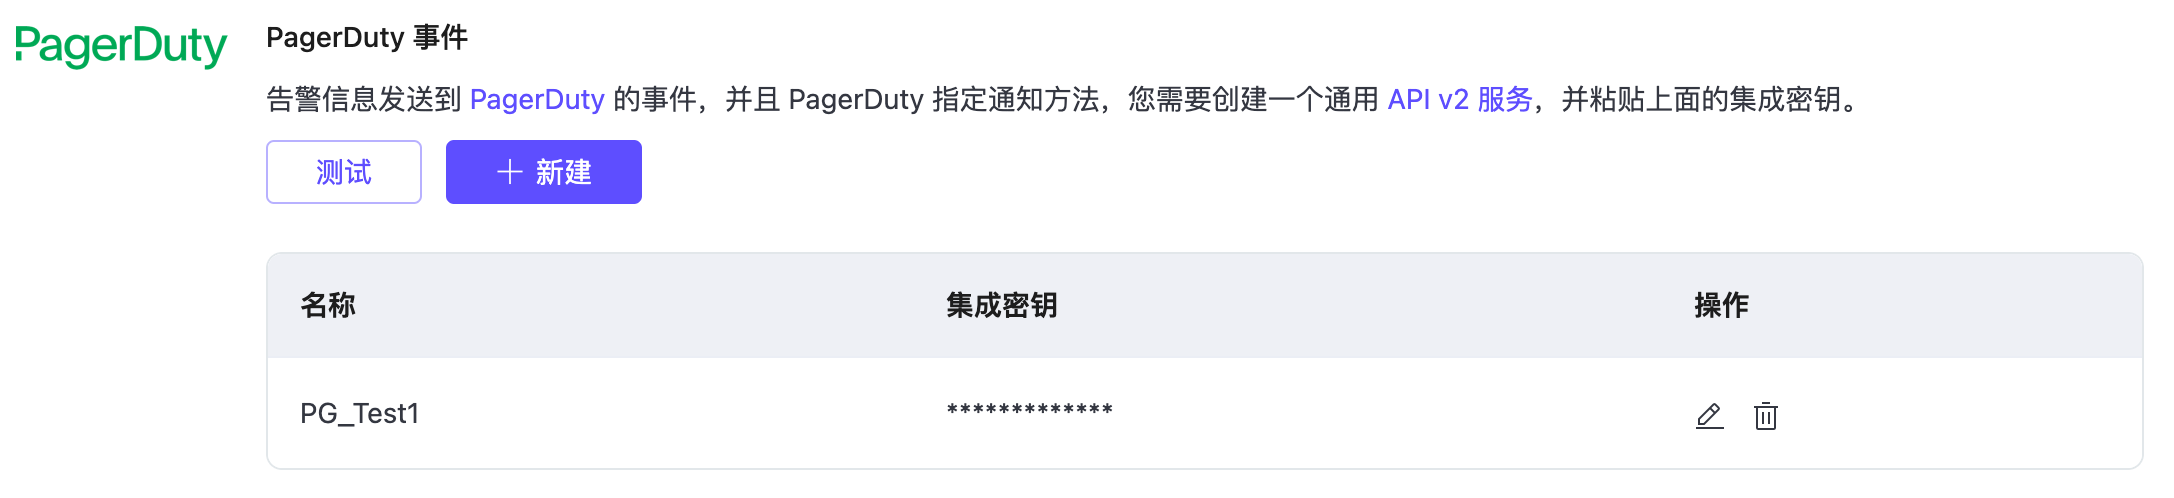 PagerDuty
PagerDuty 事件
告警信息发送到 PagerDuty 的事件，并且 PagerDuty 指定通知方法，您需要创建一个通用 API v2 服务，并粘贴上面的集成密钥。
测试
新建
名称 集成密钥 操作
PG_Test1 *************